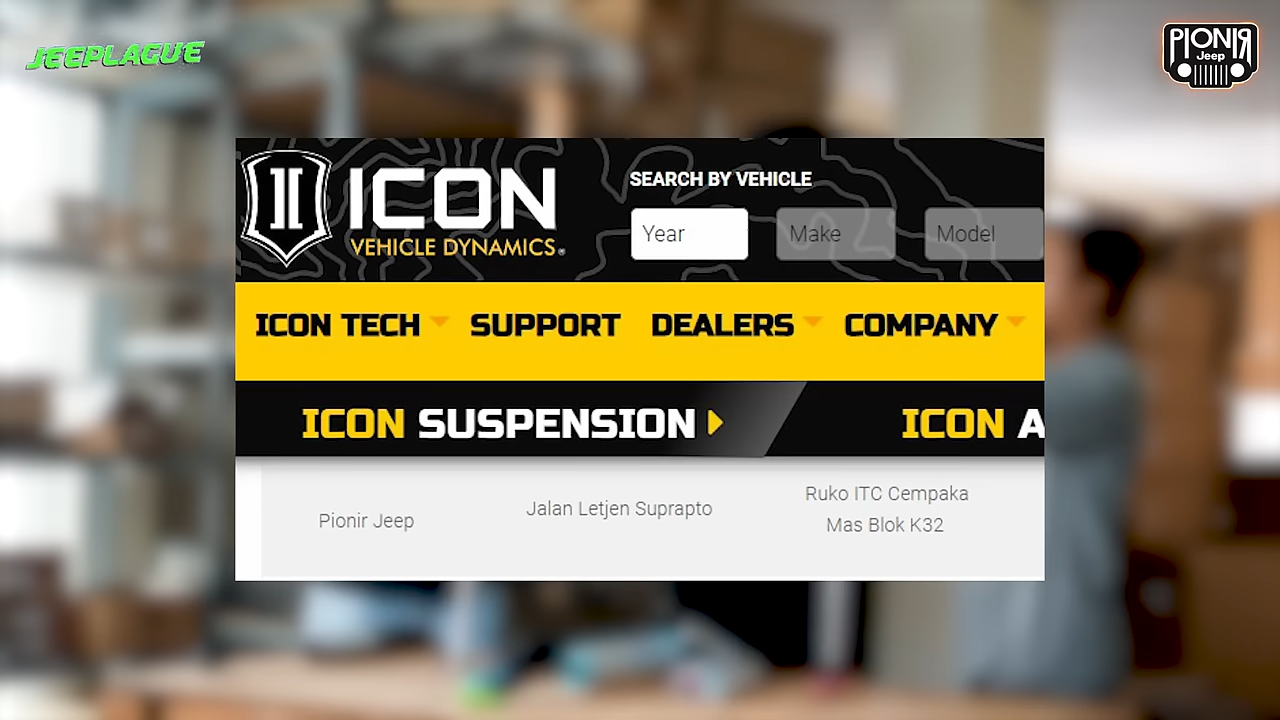 JEEPLAGUE
PIONIR
Jeep
ICON
VEHICLE DYNAMICS®
SEARCH BY VEHICLE
Year Make Model
ICON TECH SUPPORT DEALERS COMPANY
ICON SUSPENSION ICON A
Pionir Jeep
Jalan Letjen Suprapto
Ruko ITC Cempaka
Mas Blok K32